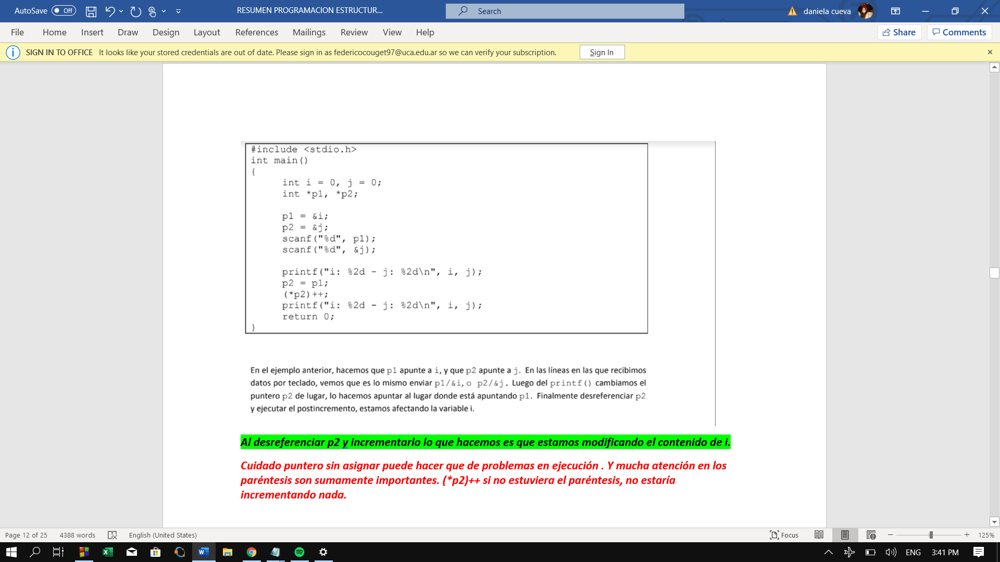 AutoSave Off
RESUMEN PROGRAMACION ESTRUCTUR...
Search
daniela cueva
File Home Insert Draw Design Layout References Mailings Review View Help
Share Comments
SIGN IN TO OFFICE It looks like your stored credentials are out of date. Please sign in as federicocouget97@uca.edu.ar so we can verify your subscription. Sign In
#include <stdio.h>
int main()
{
int i = 0, j = 0;
int *p1, *p2;
p1 = &i;
p2 = &j;
scanf("%d", p1);
scanf("%d", &j);
printf("i: %2d - j: %2d\n", i, j);
p2 = p1;
(*p2)++;
printf("i: %2d - j: %2d\n", i, j);
return 0;
}
En el ejemplo anterior, hacemos que p1 apunte a i, y que p2 apunte a j. En las líneas en las que recibimos
datos por teclado, vemos que es lo mismo enviar p1/&i, o p2/&j. Luego del printf() cambiamos el
puntero p2 de lugar, lo hacemos apuntar al lugar donde está apuntando p1. Finalmente desreferenciar p2
y ejecutar el postincremento, estamos afectando la variable i.
Al desreferenciar p2 y incrementarlo lo que hacemos es que estamos modificando el contenido de i.
Cuidado puntero sin asignar puede hacer que de problemas en ejecución . Y mucha atención en los
paréntesis son sumamente importantes. (*p2)++ si no estuviera el paréntesis, no estaría
incrementando nada.
Page 12 of 25 4388 words English (United States) Focus 125%
ENG 3:41 PM